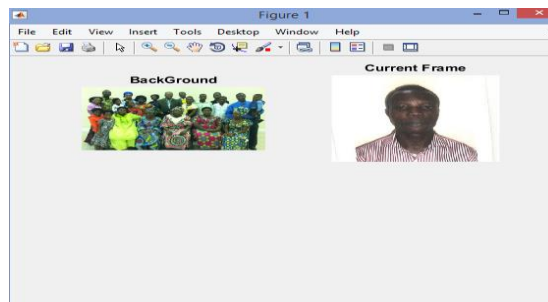 Figure 1
File Edit View Insert Tools Desktop Window Help
BackGround
Current Frame